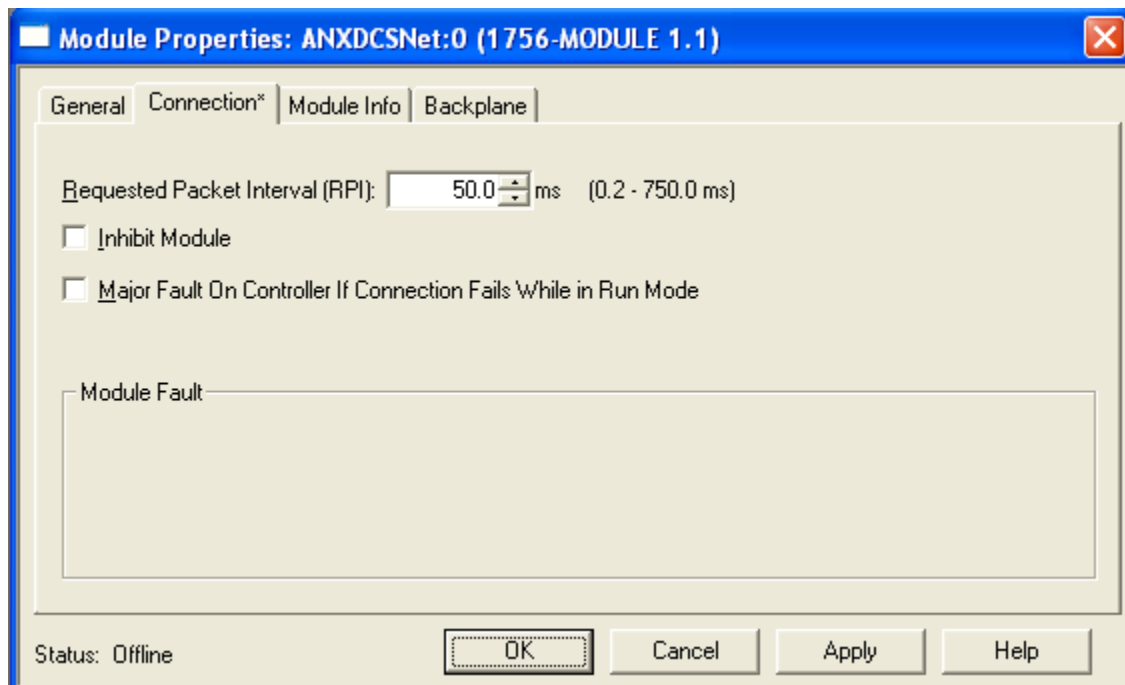 Module Properties: ANXDCSNet:0 (1756-MODULE 1.1)
General Connection* Module Info Backplane
Requested Packet Interval (RPI): 50.0 ms (0.2 - 750.0 ms)
Inhibit Module
Major Fault On Controller If Connection Fails While in Run Mode
Module Fault
Status: Offline OK Cancel Apply Help